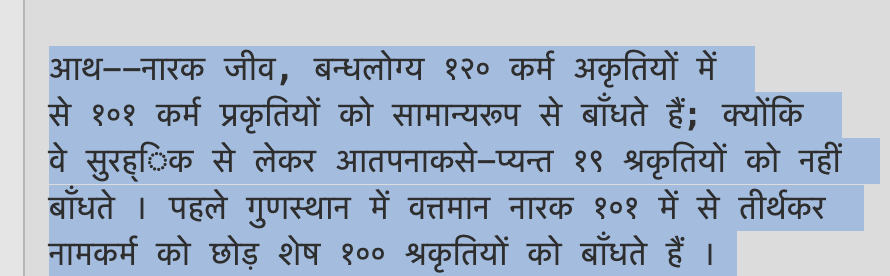 आथ——नारक जीव, बन्धलोग्य १२० कर्म अकृतियों में
से १०१ कर्म प्रकृतियों को सामान्यरूप से बाँधते हैं; क्योंकि
वे सुरह्िक से लेकर आतपनाकसे—प्यन्त १९ श्रकृतियों को नहीं
बाँधते । पहले गुणस्थान में वत्तमान नारक १०१ में से तीर्थकर
नामकर्म को छोड़ शेष १०० श्रकृतियों को बाँधते हैं ।